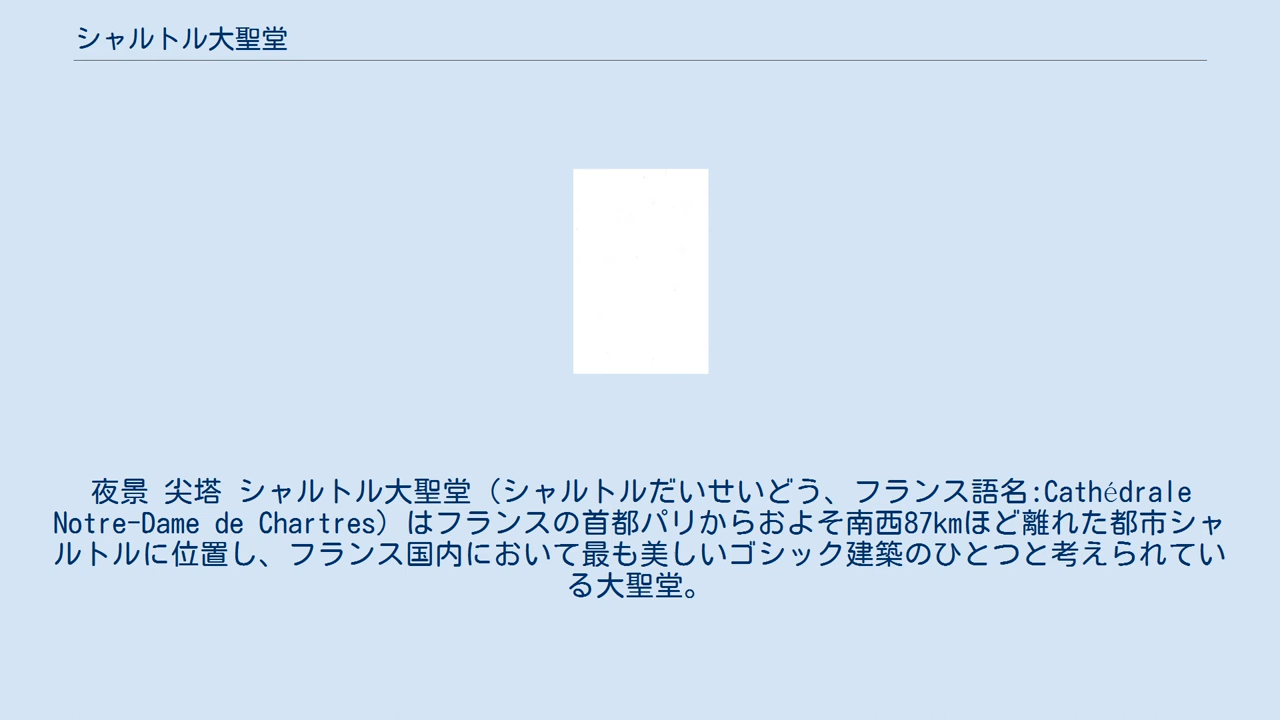 シャルトル大聖堂
夜景 尖塔 シャルトル大聖堂（シャルトルだいせいどう、フランス語名:Cathédrale
Notre-Dame de Chartres）はフランスの首都パリからおよそ南西87kmほど離れた都市シャ
ルトルに位置し、フランス国内において最も美しいゴシック建築のひとつと考えられてい
る大聖堂。